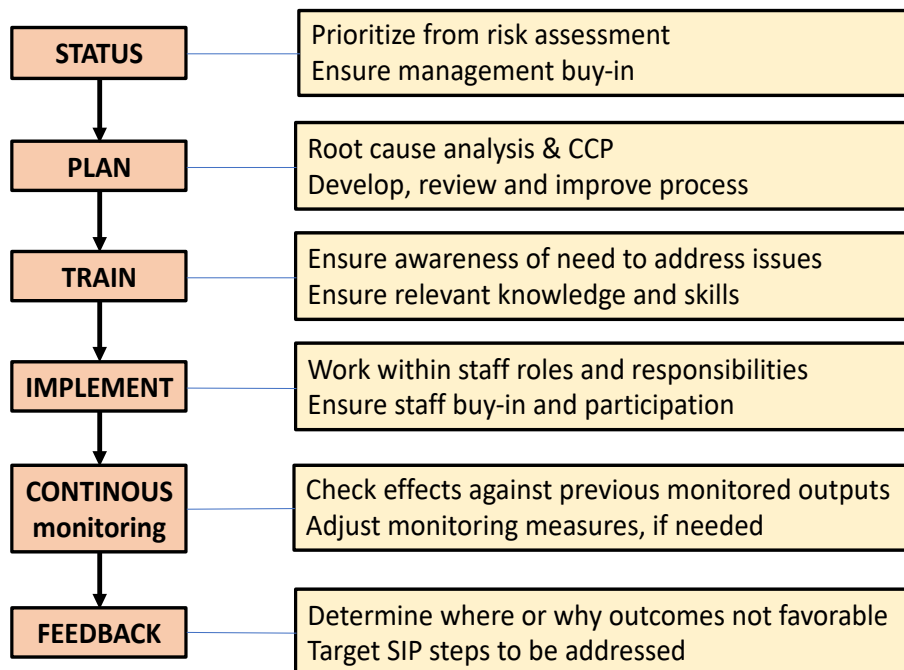 STATUS
Prioritize from risk assessment
Ensure management buy-in
PLAN
Root cause analysis & CCP
Develop, review and improve process
TRAIN
Ensure awareness of need to address issues
Ensure relevant knowledge and skills
IMPLEMENT
Work within staff roles and responsibilities
Ensure staff buy-in and participation
CONTINOUS
monitoring
Check effects against previous monitored outputs
Adjust monitoring measures, if needed
FEEDBACK
Determine where or why outcomes not favorable
Target SIP steps to be addressed